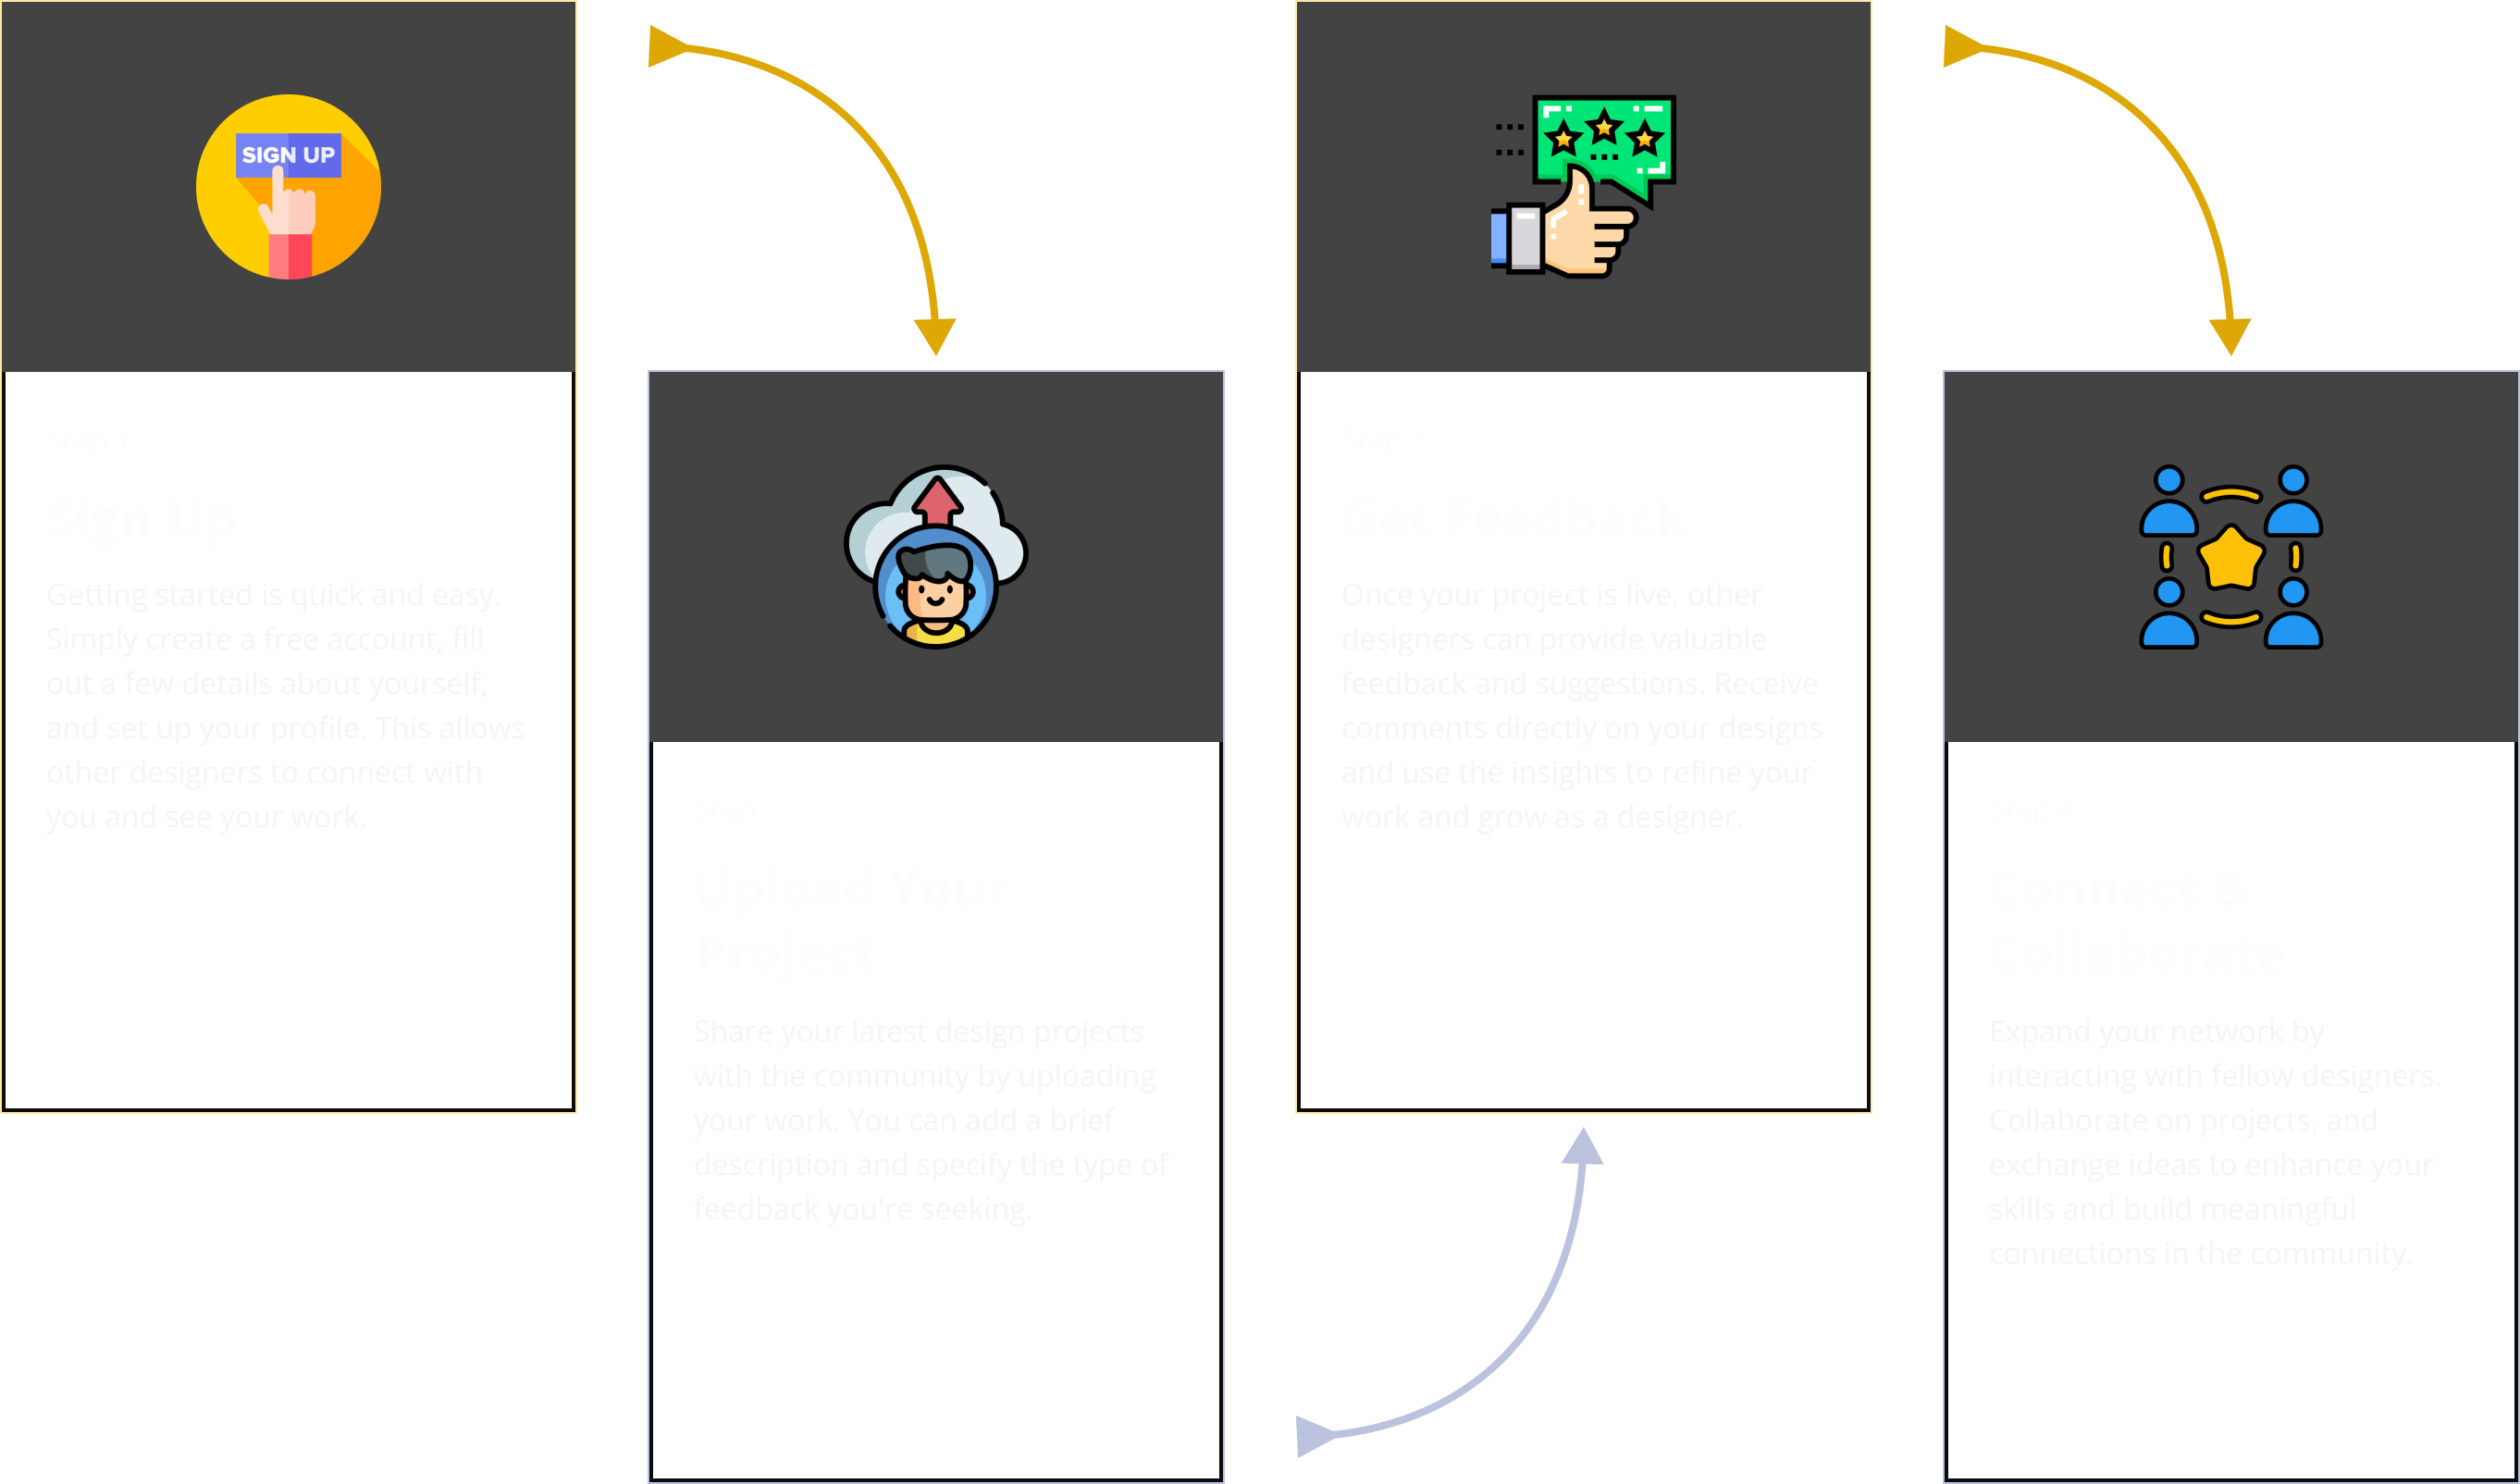 SIGN UP
Step 1
Sign Up
Getting started is quick and easy.
Simply create a free account, fill
out a few details about yourself,
and set up your profile. This allows
other designers to connect with
you and see your work.
Step 2
Upload Your
Project
Share your latest design projects
with the community by uploading
your work. You can add a brief
description and specify the type of
feedback you're seeking.
Step 3
Get Feedback
Once your project is live, other
designers can provide valuable
feedback and suggestions. Receive
comments directly on your designs
and use the insights to refine your
work and grow as a designer.
Step 4
Connect &
Collaborate
Expand your network by
interacting with fellow designers.
Collaborate on projects, and
exchange ideas to enhance your
skills and build meaningful
connections in the community.